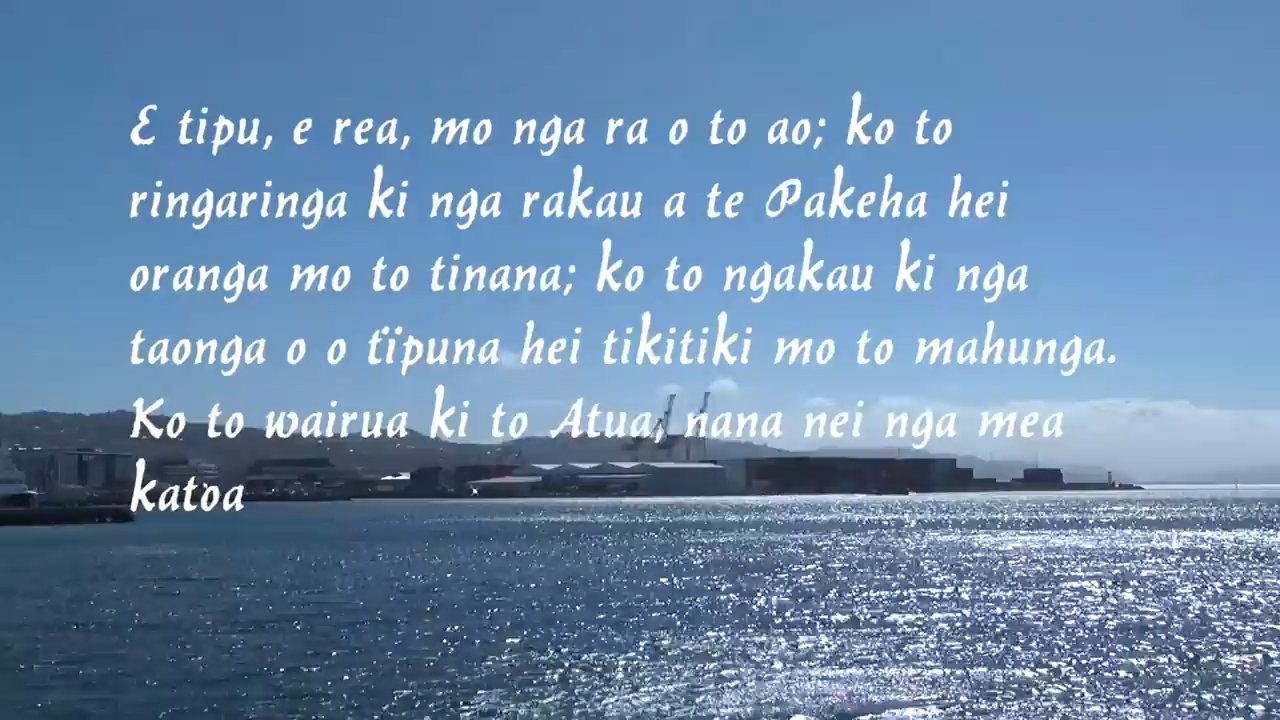 E tipu, e rea, mo nga ra o to ao; ko to
ringaringa ki nga rakau a te Pakeha hei
oranga mo to tinana; ko to ngakau ki nga
taonga o o tïpuna hei tikitiki mo to mahunga.
Ko to wairua ki to Atua, nana nei nga mea
katoa